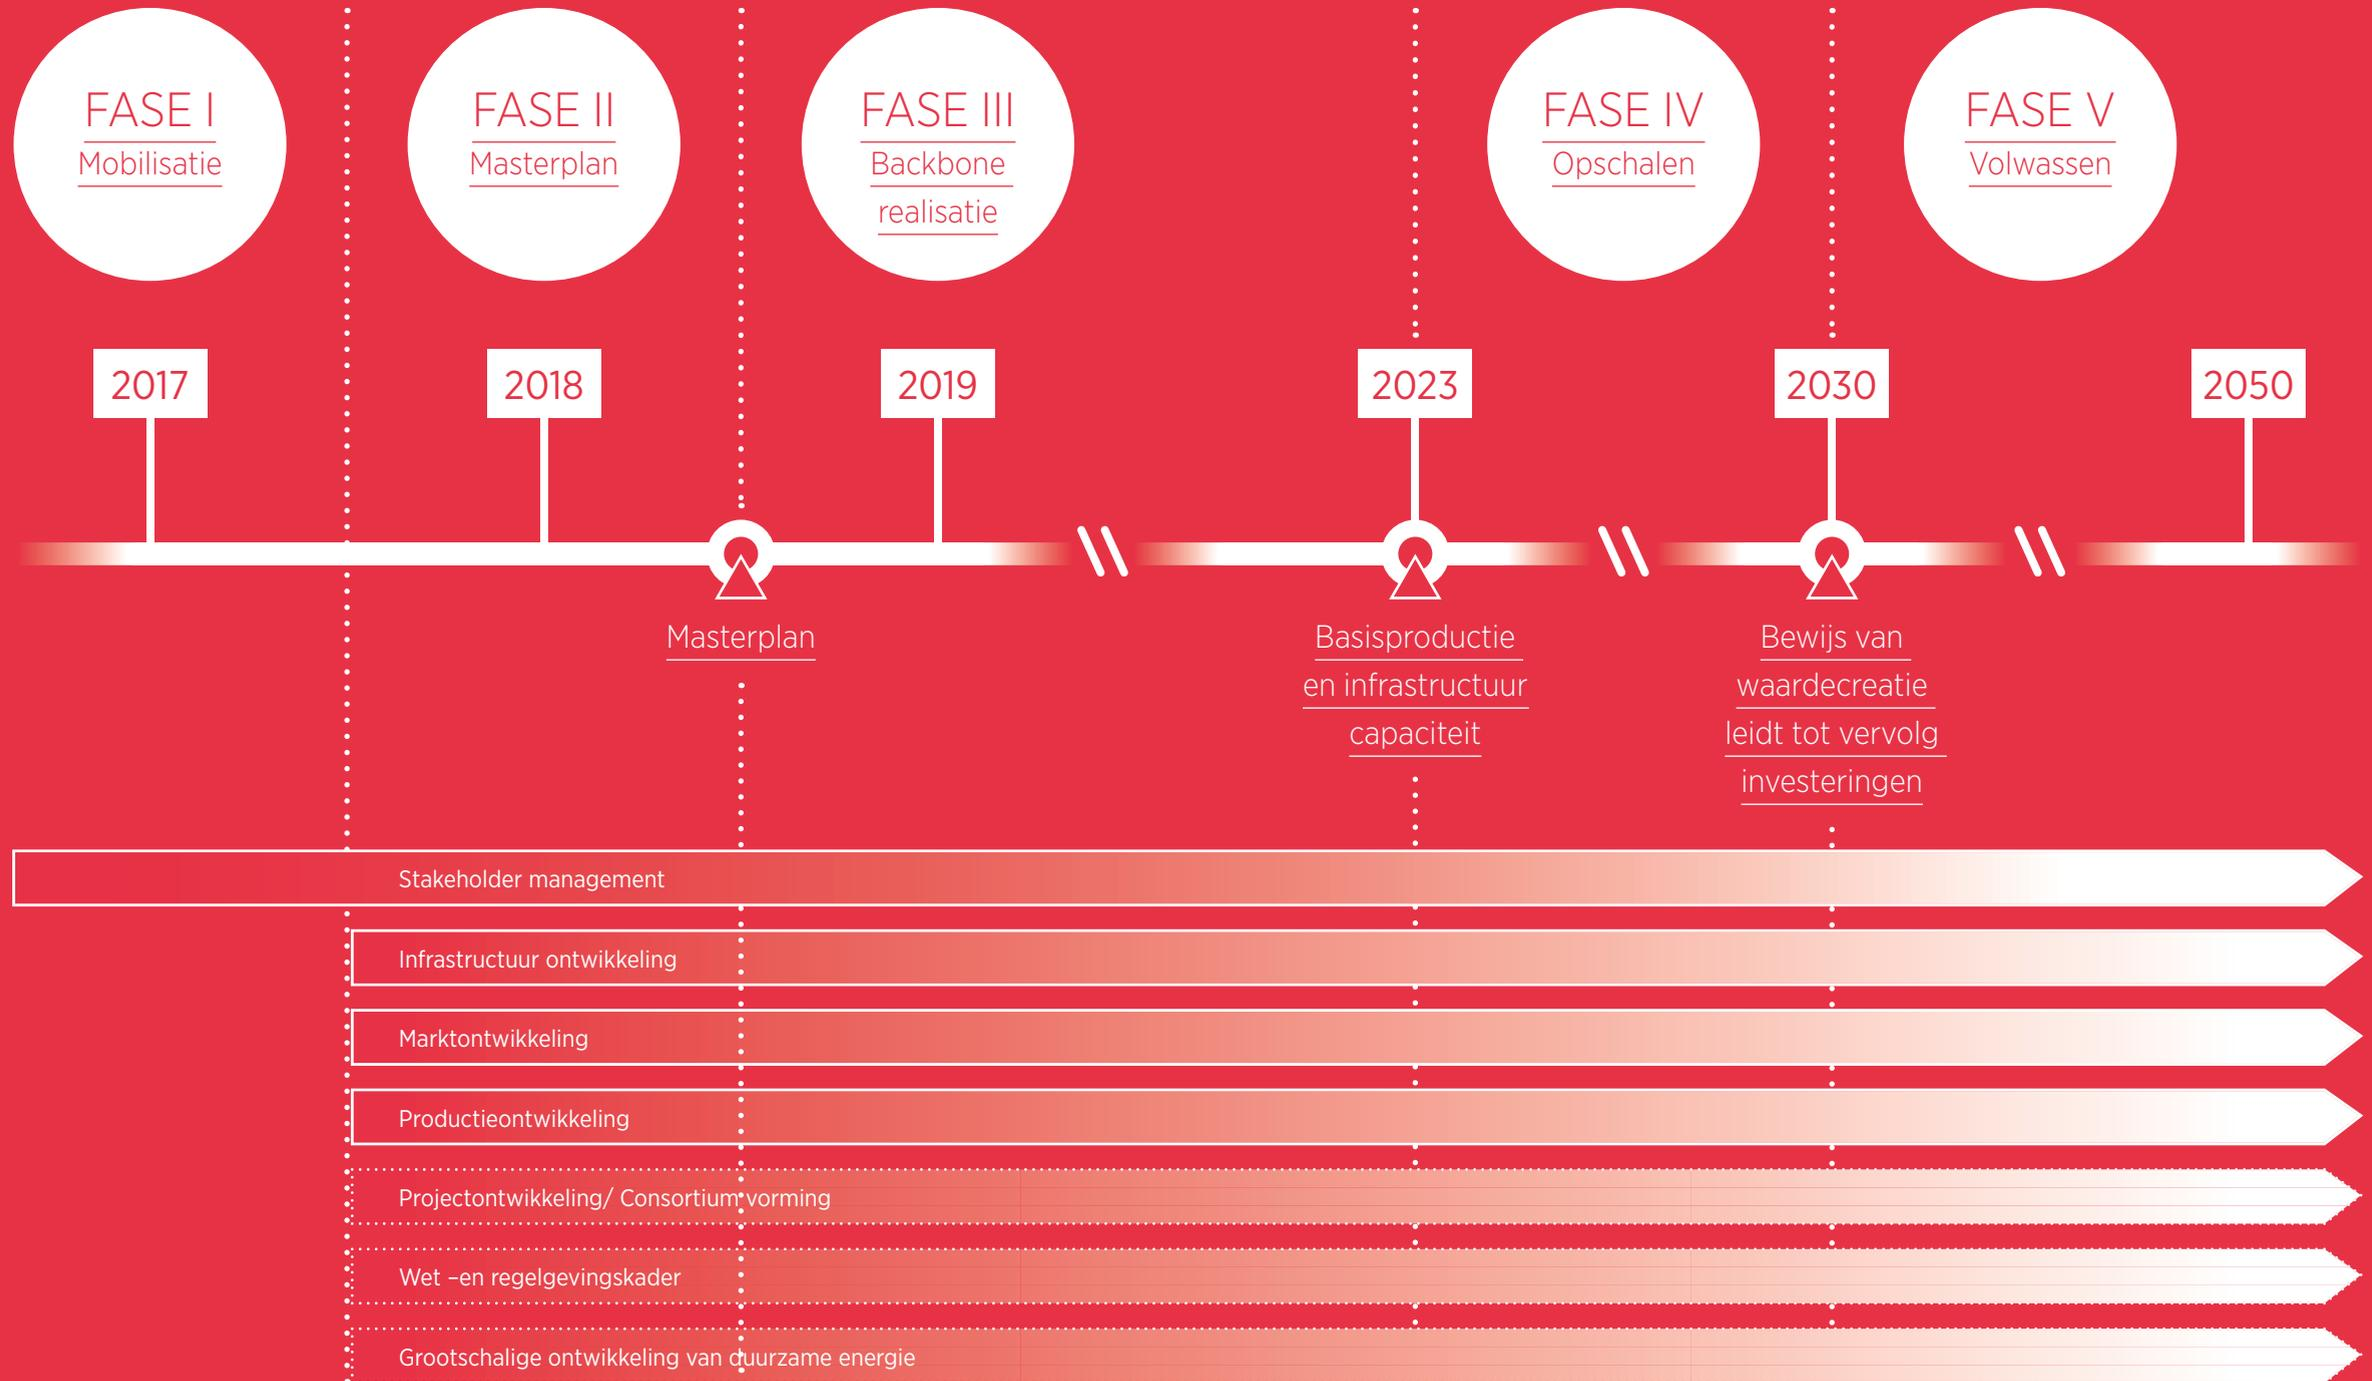 FASE I
Mobilisatie
FASE II
Masterplan
FASE III
Backbone
realisatie
FASE IV
Opschalen
FASE V
Volwassen
2017
2018
2019
2023
2030
2050
Masterplan
Basisproductie
en infrastructuur
capaciteit
Bewijs van
waardecreatie
leidt tot vervolg
investeringen
Stakeholder management
Infrastructuur ontwikkeling
Marktontwikkeling
Productieontwikkeling
Projectontwikkeling/ Consortium vorming
Wet –en regelgevingskader
Grootschalige ontwikkeling van duurzame energie